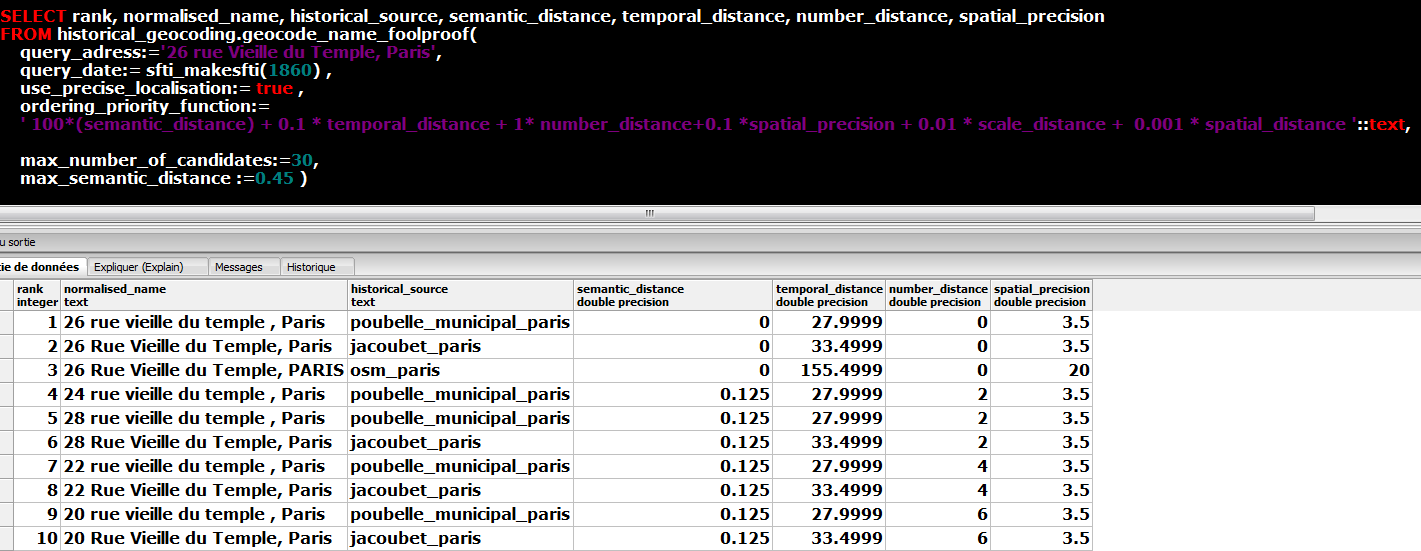 SELECT rank, normalised_name, historical_source, semantic_distance, temporal_distance, number_distance, spatial_precision
FROM historical_geocoding.geocode_name_foolproof(
query_adress:='26 rue Vieille du Temple, Paris',
query_date:= sfti_makesfti(1860) ,
use_precise_localisation:= true ,
ordering_priority_function:=
' 100*(semantic_distance) + 0.1 * temporal_distance + 1* number_distance+0.1 *spatial_precision + 0.01 * scale_distance +  0.001 * spatial_distance '::text,
max_number_of_candidates:=30,
max_semantic_distance :=0.45 )
u sortie
tie de données Expliquer (Explain) Messages Historique
rank normalised_name historical_source semantic_distance temporal_distance number_distance spatial_precision
integer text text double precision double precision double precision double precision
1 26 rue vieille du temple , Paris poubelle_municipal_paris 0 27.9999 0 3.5
2 26 Rue Vieille du Temple, Paris jacoubet_paris 0 33.4999 0 3.5
3 26 Rue Vieille du Temple, PARIS osm_paris 0 155.4999 0 20
4 24 rue vieille du temple , Paris poubelle_municipal_paris 0.125 27.9999 2 3.5
5 28 rue vieille du temple , Paris poubelle_municipal_paris 0.125 27.9999 2 3.5
6 28 Rue Vieille du Temple, Paris jacoubet_paris 0.125 33.4999 2 3.5
7 22 rue vieille du temple , Paris poubelle_municipal_paris 0.125 27.9999 4 3.5
8 22 Rue Vieille du Temple, Paris jacoubet_paris 0.125 33.4999 4 3.5
9 20 rue vieille du temple , Paris poubelle_municipal_paris 0.125 27.9999 6 3.5
10 20 Rue Vieille du Temple, Paris jacoubet_paris 0.125 33.4999 6 3.5